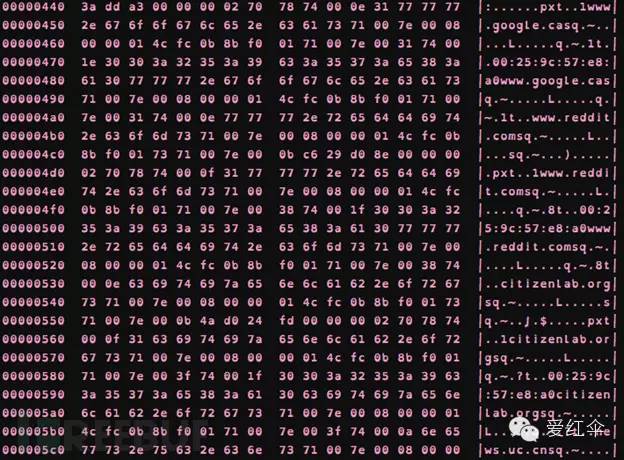 00000440 3a dd a3 00 00 00 02 70 78 74 00 0e 31 77 77 77 |:......pxt..1www|
00000450 2e 67 6f 6f 67 6c 65 2e 63 61 73 71 00 7e 00 08 |.google.casq.~..|
00000460 00 00 01 4c fc 0b 8b f0 01 71 00 7e 00 31 74 00 |...L.....q.~.1t.|
00000470 1e 30 30 3a 32 35 3a 39 63 3a 35 37 3a 65 38 3a |.00:25:9c:57:e8:|
00000480 61 30 77 77 77 2e 67 6f 6f 67 6c 65 2e 63 61 73 |a0www.google.cas|
00000490 71 00 7e 00 08 00 00 01 4c fc 0b 8b f0 01 71 00 |q.~.....L.....q.|
000004a0 7e 00 31 74 00 0e 77 77 77 2e 72 65 64 64 69 74 |~.1t..www.reddit|
000004b0 2e 63 6f 6d 73 71 00 7e 00 08 00 00 01 4c fc 0b |.comsq.~.....L..|
000004c0 8b f0 01 73 71 00 7e 00 0b c6 29 d0 8e 00 00 00 |...sq.~...).....|
000004d0 02 70 78 74 00 0f 31 77 77 77 2e 72 65 64 64 69 |.pxt..1www.reddi|
000004e0 74 2e 63 6f 6d 73 71 00 7e 00 08 00 00 01 4c fc |t.comsq.~.....L.|
000004f0 0b 8b f0 01 71 00 7e 00 38 74 00 1f 30 30 3a 32 |....q.~.8t..00:2|
00000500 35 3a 39 63 3a 35 37 3a 65 38 3a 61 30 77 77 77 |5:9c:57:e8:a0www|
00000510 2e 72 65 64 64 69 74 2e 63 6f 6d 73 71 00 7e 00 |.reddit.comsq.~.|
00000520 08 00 00 01 4c fc 0b 8b f0 01 71 00 7e 00 38 74 |....L.....q.~.8t|
00000530 00 0e 63 69 74 69 7a 65 6e 6c 61 62 2e 6f 72 67 |..citizenlab.org|
00000540 73 71 00 7e 00 08 00 00 01 4c fc 0b 8b f0 01 73 |sq.~.....L.....s|
00000550 71 00 7e 00 0b 4a d0 24 fd 00 00 00 02 70 78 74 |q.~..J.$.....pxt|
00000560 00 0f 31 63 69 74 69 7a 65 6e 6c 61 62 2e 6f 72 |..1citizenlab.or|
00000570 67 73 71 00 7e 00 08 00 00 01 4c fc 0b 8b f0 01 |gsq.~.....L.....|
00000580 71 00 7e 00 3f 74 00 1f 30 30 3a 32 35 3a 39 63 |q.~.?t..00:25:9c|
00000590 3a 35 37 3a 65 38 3a 61 30 63 69 74 69 7a 65 6e |:57:e8:a0citizen|
000005a0 6c 61 62 2e 6f 72 67 73 71 00 7e 00 08 00 00 01 |lab.orgsq.~.....|
000005b0 4c fc 0b 8b f0 01 71 00 7e 00 3f 74 00 0a 6e 65
000005c0 77 73 2e 75 63 2e 63 6e 73 71 00 7e 00 08 00 00 |ws.uc.cnsq.~....|
REEBUF
爱红伞